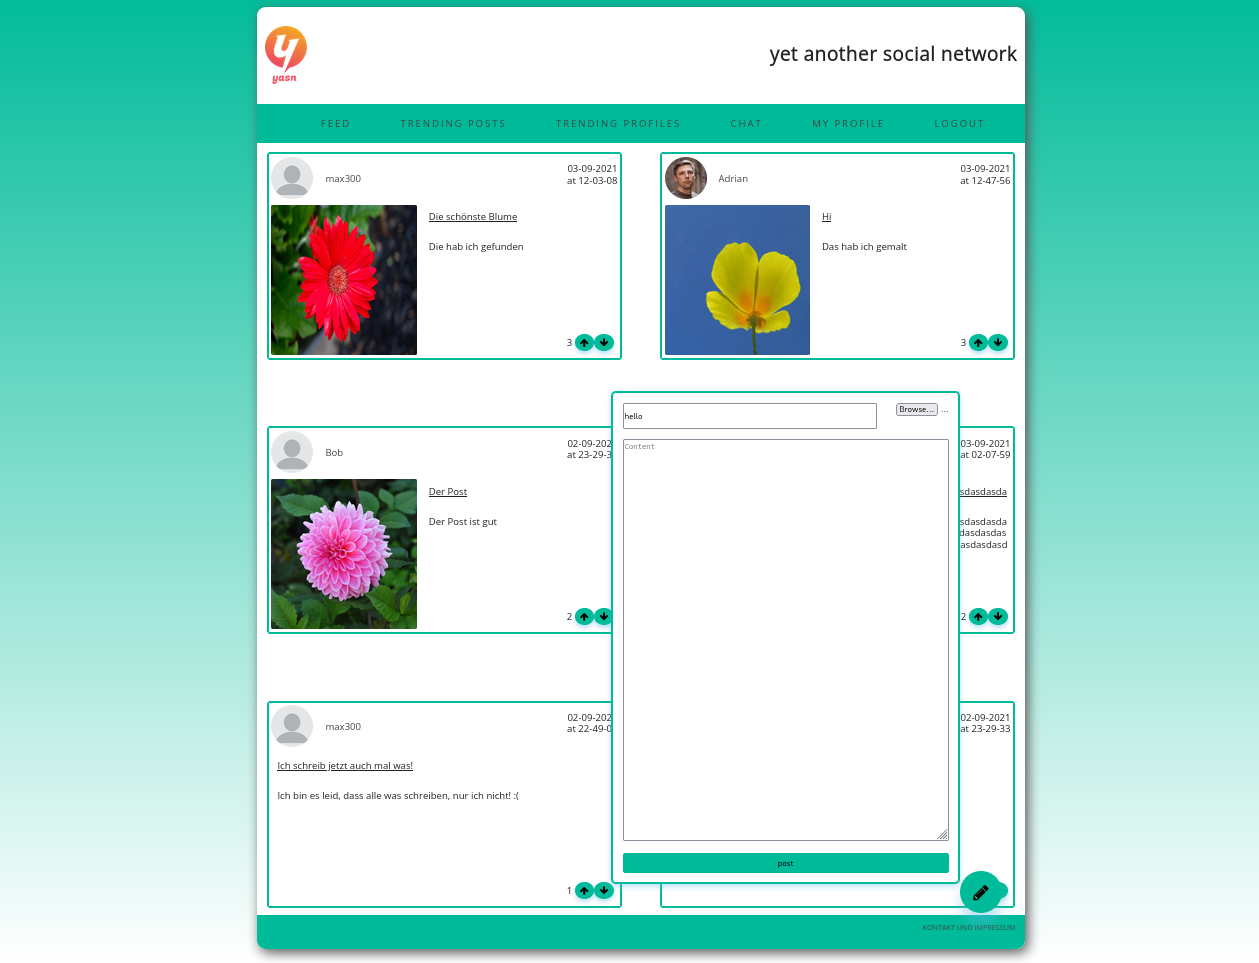 yasn
yet another social network
FEED TRENDING POSTS TRENDING PROFILES CHAT MY PROFILE LOGOUT
max300
03-09-2021
at 12-03-08
Die schönste Blume
Die hab ich gefunden
3
Adrian
03-09-2021
at 12-47-56
Hi
Das hab ich gemalt
3
Bob
02-09-202
at 23-29-3
Der Post
Der Post ist gut
2
03-09-2021
at 02-07-59
sdasdasda
sdasdasda
dasdasdas
asdasdasd
2
max300
02-09-202
at 22-49-0
Ich schreib jetzt auch mal was!
Ich bin es leid, dass alle was schreiben, nur ich nicht! :(
1
02-09-2021
at 23-29-33
hello
Browse... ...
Content
post
KONTAKT UND IMPRESSUM